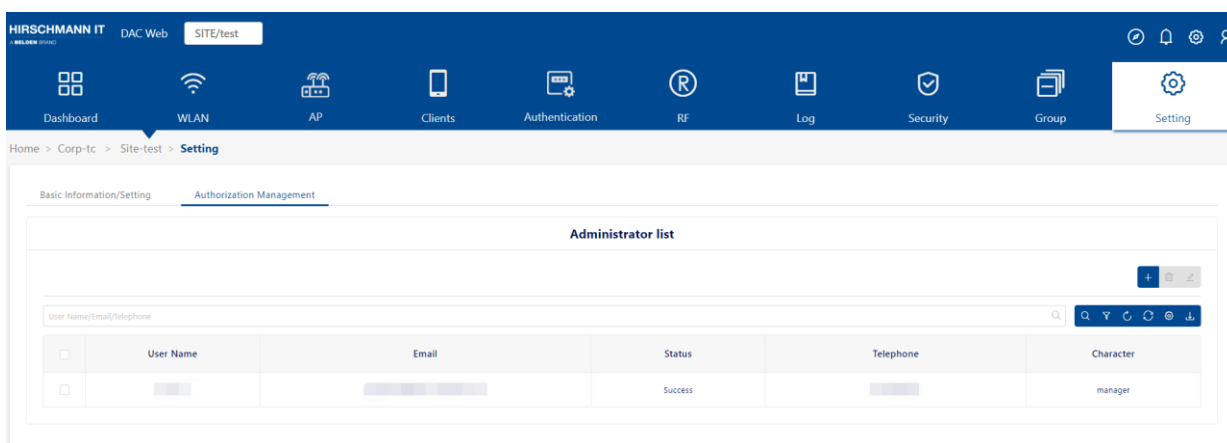 HIRSCHMANN IT
A BELDEN BRAND
DAC Web
SITE/test
Dashboard
WLAN
AP
Clients
Authentication
RF
Log
Security
Group
Setting
Home > Corp-tc > Site-test > Setting
Basic Information/Setting
Authorization Management
Administrator list
User Name/Email/Telephone
User Name
Email
Status
Telephone
Character
Success
manager